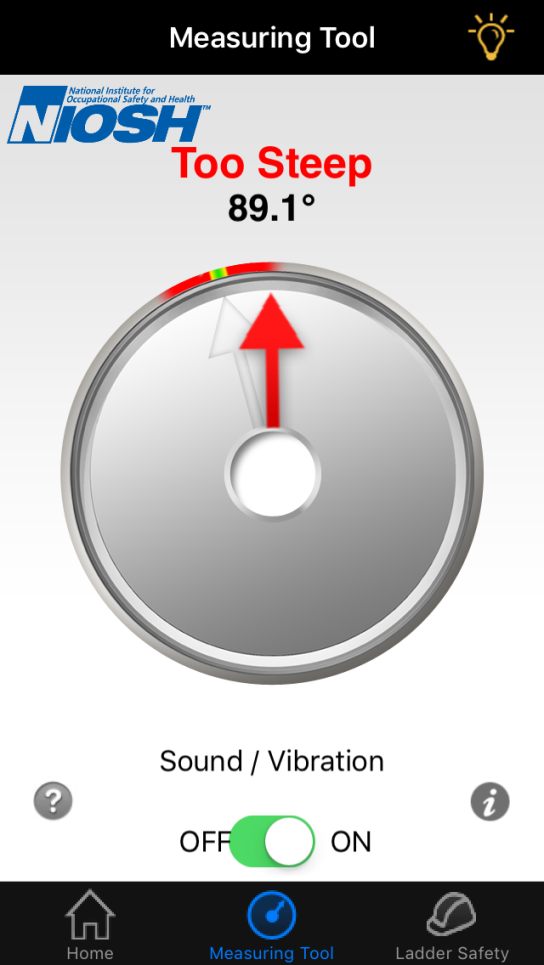 Measuring Tool
National Institute for
Occupational Safety and Health
NIOSH™
Too Steep
89.1°
Sound / Vibration
?
i
OFF ON
Home Measuring Tool Ladder Safety